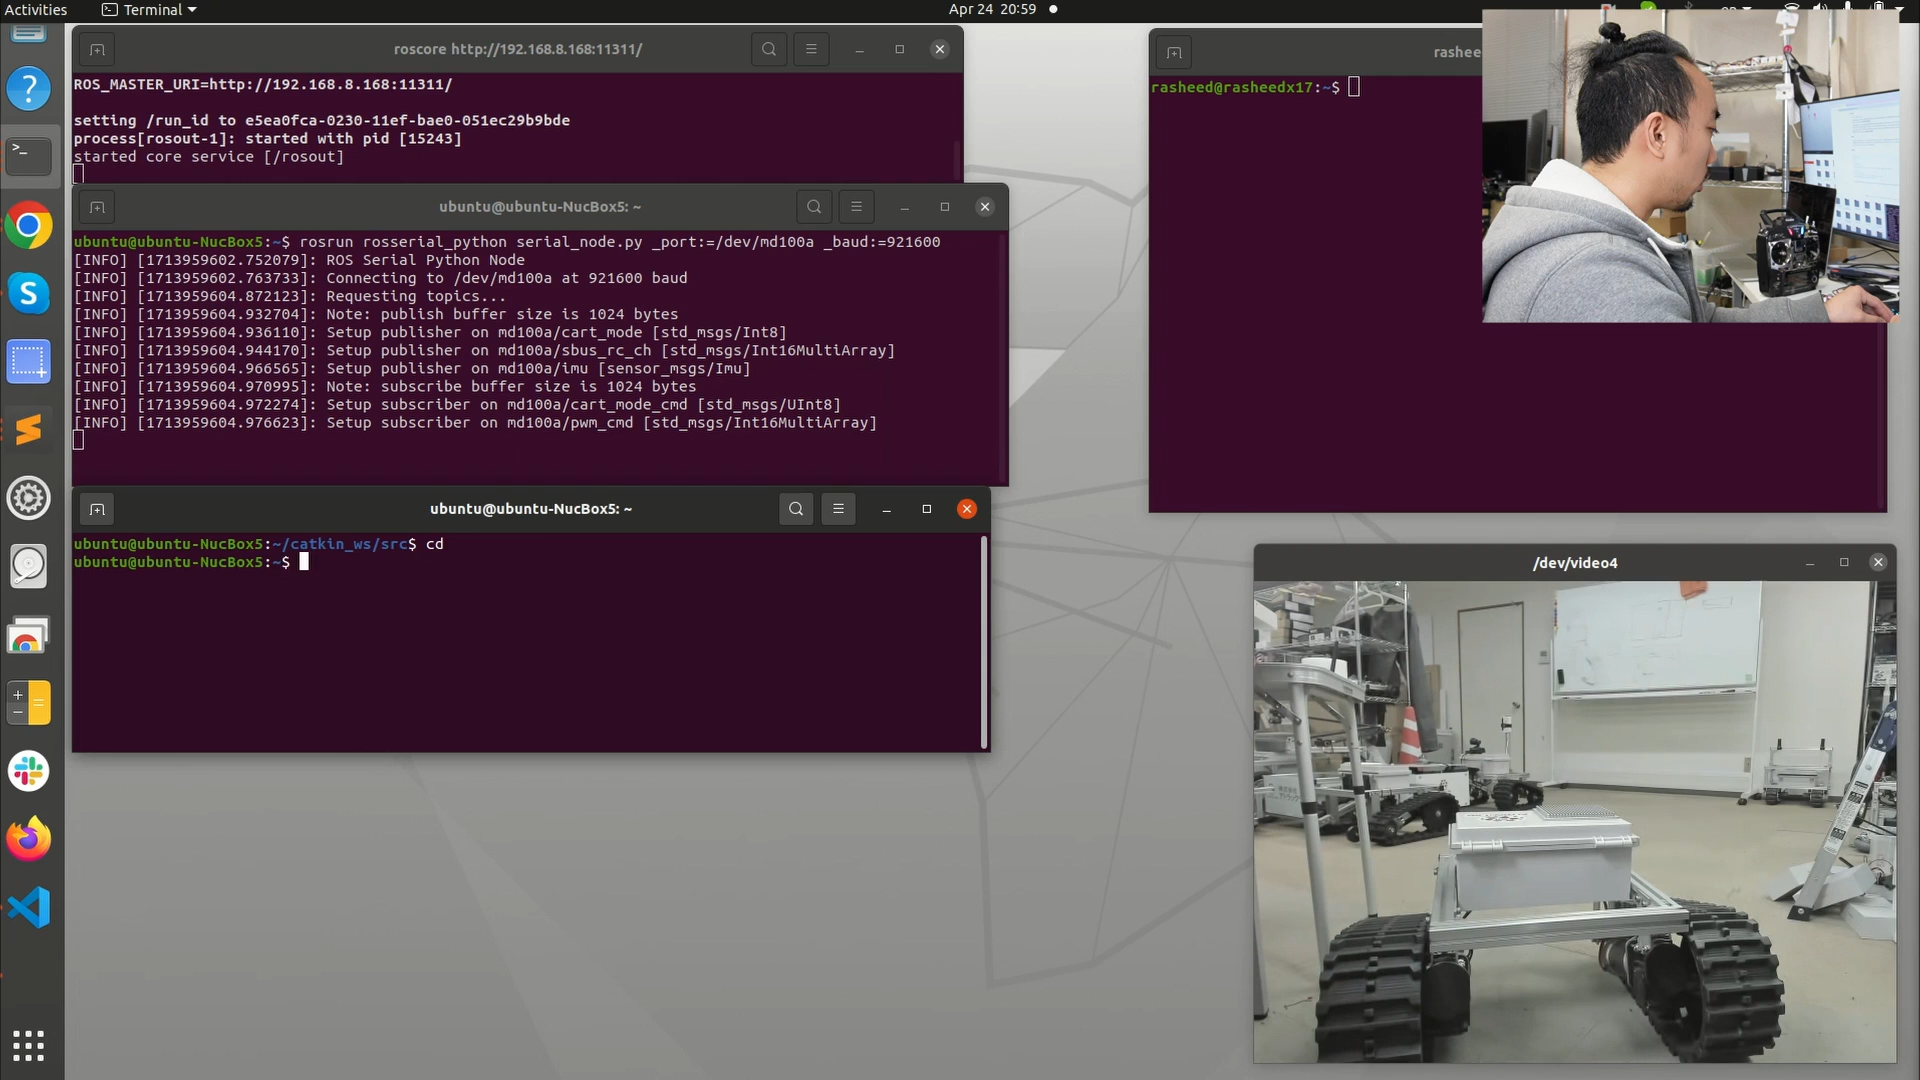 Activities
Terminal
Apr 24 20:59
roscore http://192.168.8.168:11311/
ROS_MASTER_URI=http://192.168.8.168:11311/
setting /run_id to e5ea0fca-0230-11ef-bae0-051ec29b9bde
process[rosout-1]: started with pid [15243]
started core service [/rosout]
ubuntu@ubuntu-NucBox5: ~
ubuntu@ubuntu-NucBox5:~$ rosrun rosserial_python serial_node.py _port:=/dev/md100a _baud:=921600
[INFO] [1713959602.752079]: ROS Serial Python Node
[INFO] [1713959602.763733]: Connecting to /dev/md100a at 921600 baud
[INFO] [1713959604.872123]: Requesting topics...
[INFO] [1713959604.932704]: Note: publish buffer size is 1024 bytes
[INFO] [1713959604.936110]: Setup publisher on md100a/cart_mode [std_msgs/Int8]
[INFO] [1713959604.944170]: Setup publisher on md100a/sbus_rc_ch [std_msgs/Int16MultiArray]
[INFO] [1713959604.966565]: Setup publisher on md100a/imu [sensor_msgs/Imu]
[INFO] [1713959604.970995]: Note: subscribe buffer size is 1024 bytes
[INFO] [1713959604.972274]: Setup subscriber on md100a/cart_mode_cmd [std_msgs/UInt8]
[INFO] [1713959604.976623]: Setup subscriber on md100a/pwm_cmd [std_msgs/Int16MultiArray]
ubuntu@ubuntu-NucBox5: ~
ubuntu@ubuntu-NucBox5:~/catkin_ws/src$ cd
ubuntu@ubuntu-NucBox5:~$
rashee
rasheed@rasheedx17:~$
/dev/video4